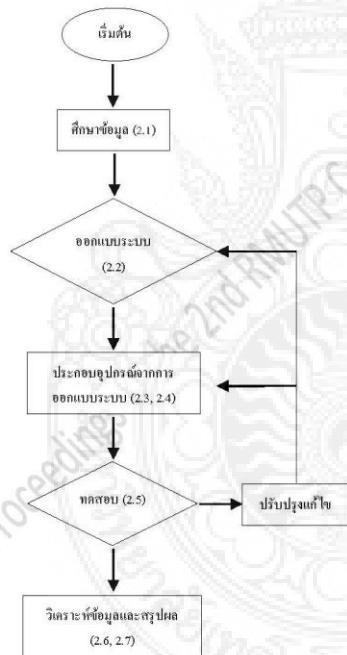 เริ่มต้น
ศึกษาข้อมูล (2.1)
ออกแบบระบบ
(2.2)
ประกอบอุปกรณ์จากการ
ออกแบบระบบ (2.3, 2.4)
ทดสอบ (2.5)
ปรับปรุงแก้ไข
วิเคราะห์ข้อมูลและสรุปผล
(2.6, 2.7)
the 2nd RMUTP